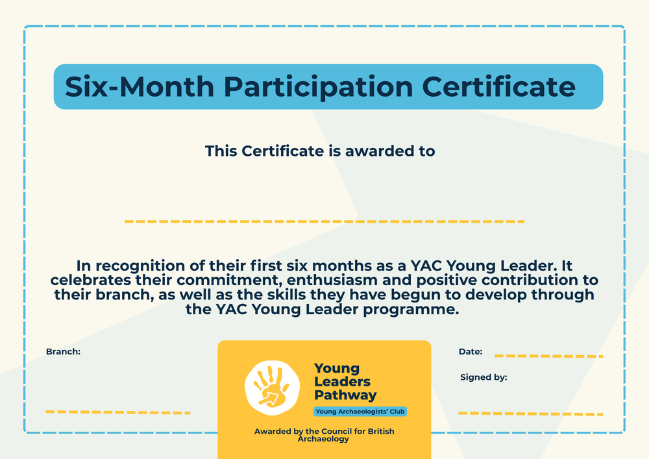 Six-Month Participation Certificate
This Certificate is awarded to
In recognition of their first six months as a YAC Young Leader. It
celebrates their commitment, enthusiasm and positive contribution to
their branch, as well as the skills they have begun to develop through
the YAC Young Leader programme.
Branch:
Date:
Signed by:
Young
Leaders
Pathway
Young Archaeologists' Club
Awarded by the Council for British
Archaeology